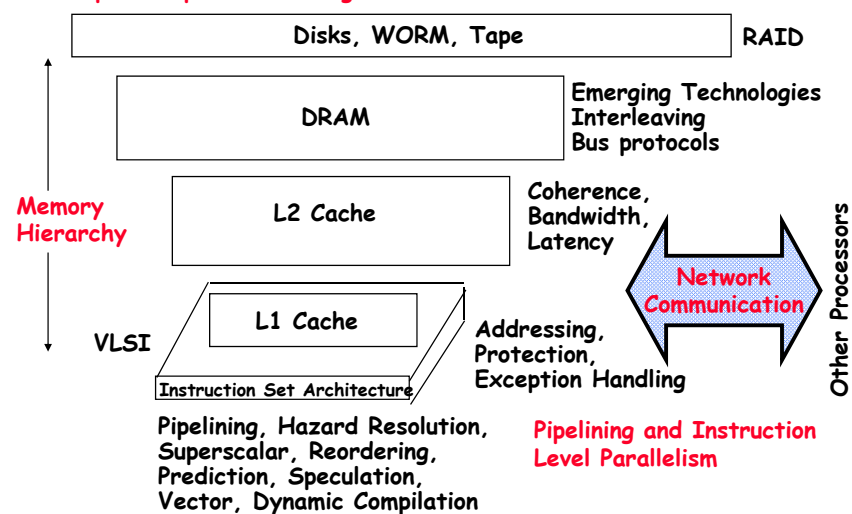 Disks, WORM, Tape
RAID
DRAM
Emerging Technologies
Interleaving
Bus protocols
Memory
Hierarchy
L2 Cache
Coherence,
Bandwidth,
Latency
Network
Communication
Other Processors
L1 Cache
VLSI
Addressing,
Protection,
Exception Handling
Instruction Set Architecture
Pipelining, Hazard Resolution,
Superscalar, Reordering,
Prediction, Speculation,
Vector, Dynamic Compilation
Pipelining and Instruction
Level Parallelism